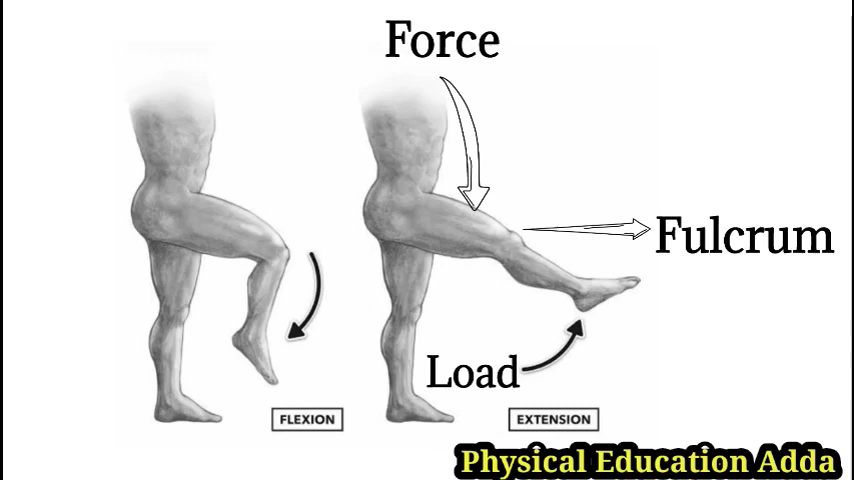 Force
Fulcrum
Load
FLEXION
EXTENSION
Physical Education Adda